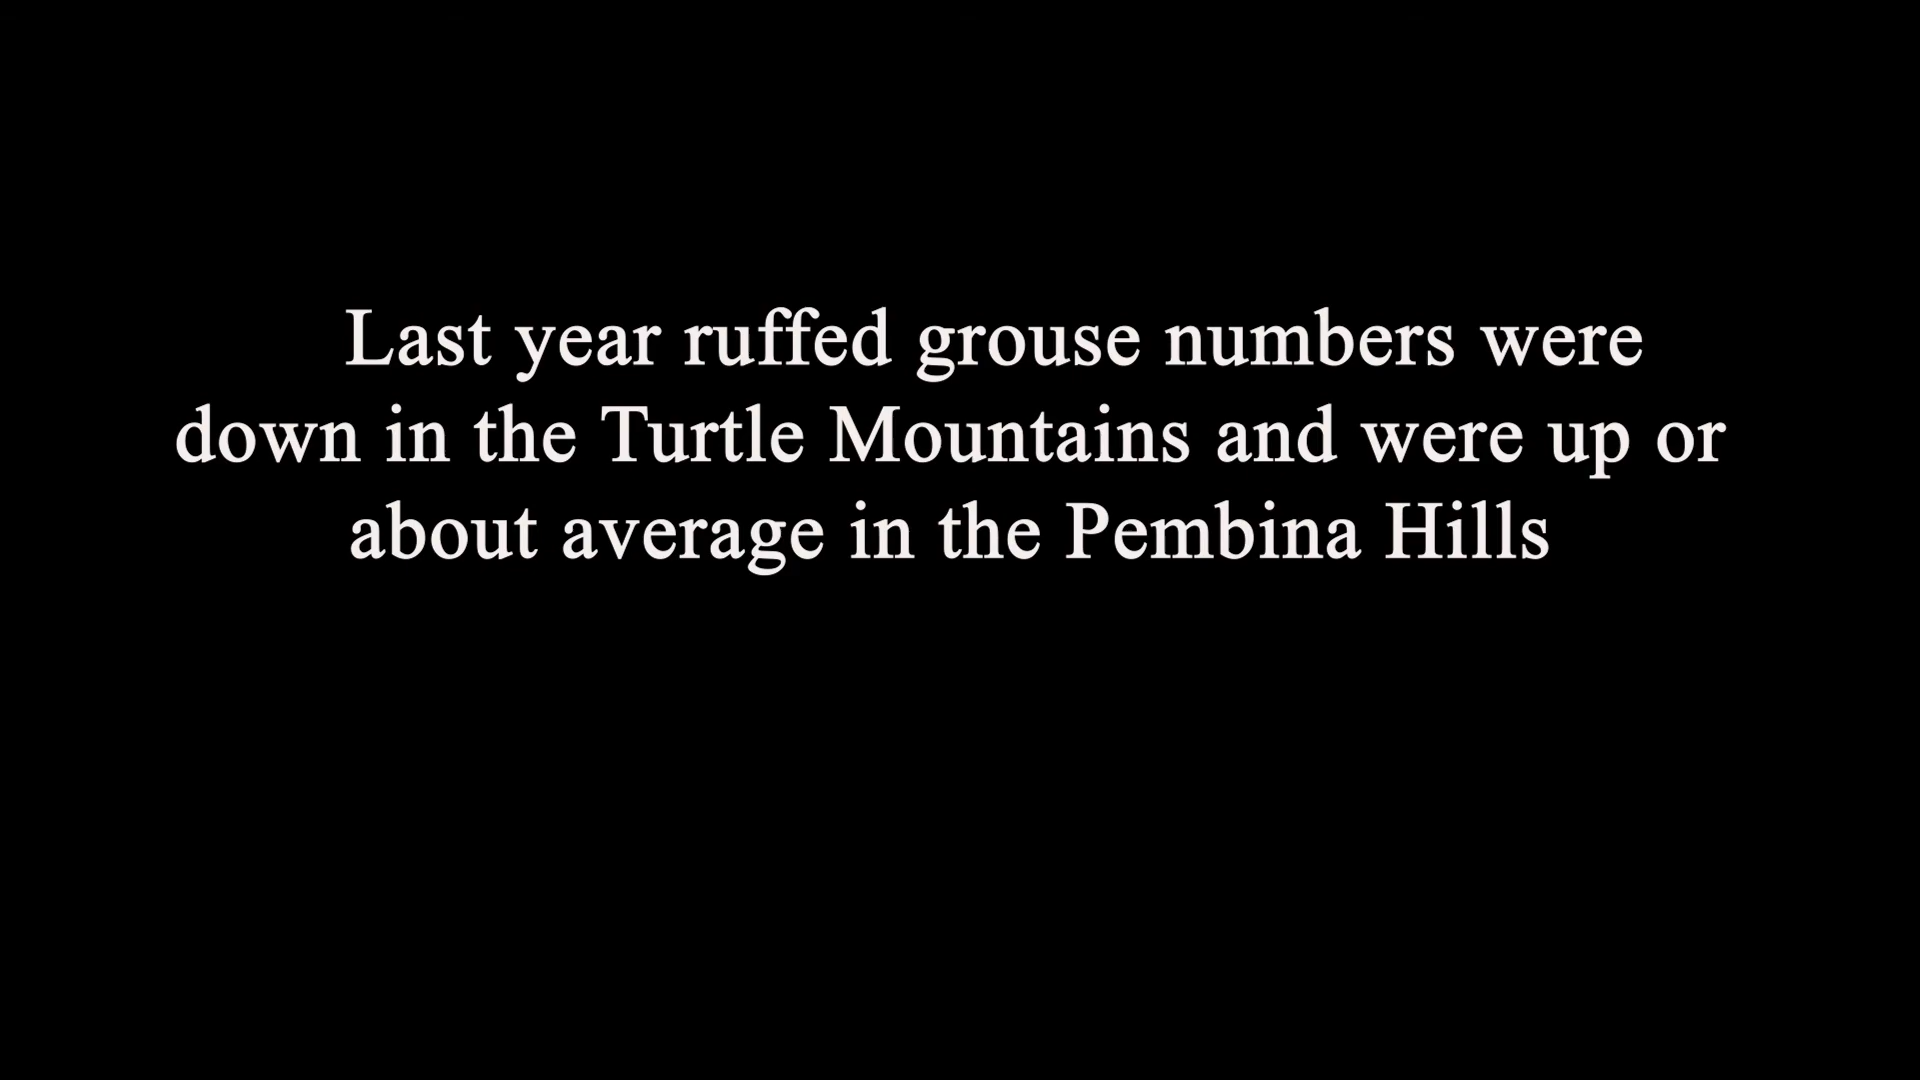 Last year ruffed grouse numbers were
down in the Turtle Mountains and were up or
about average in the Pembina Hills